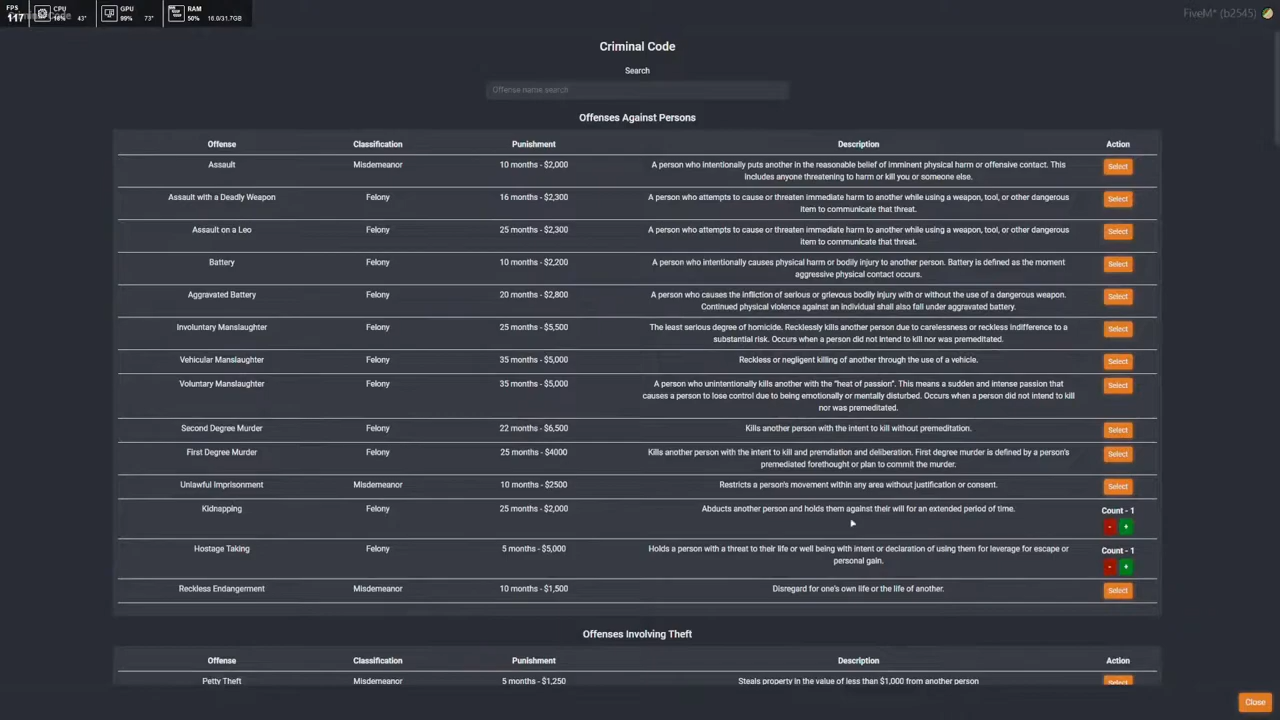 FPS
117
CPU
16%
43°
GPU
99%
73°
RAM
50%
16.0/31.7GB
FiveM* (b2545)
Criminal Code
Search
Offense name search
Offenses Against Persons
Offense Classification Punishment Description Action
Assault Misdemeanor 10 months - $2,000 A person who intentionally puts another in the reasonable belief of imminent physical harm or offensive contact. This Select
includes anyone threatening to harm or kill you or someone else.
Assault with a Deadly Weapon Felony 16 months - $2,300 A person who attempts to cause or threaten immediate harm to another while using a weapon, tool, or other dangerous Select
item to communicate that threat.
Assault on a Leo Felony 25 months - $2,300 A person who attempts to cause or threaten immediate harm to another while using a weapon, tool, or other dangerous Select
item to communicate that threat.
Battery Felony 10 months - $2,200 A person who intentionally causes physical harm or bodily injury to another person. Battery is defined as the moment Select
aggressive physical contact occurs.
Aggravated Battery Felony 20 months - $2,800 A person who causes the infliction of serious or grievous bodily injury with or without the use of a dangerous weapon. Select
Continued physical violence against an individual shall also fall under aggravated battery.
Involuntary Manslaughter Felony 25 months - $5,500 The least serious degree of homicide. Recklessly kills another person due to carelessness or reckless indifference to a Select
substantial risk. Occurs when a person did not intend to kill nor was premeditated.
Vehicular Manslaughter Felony 35 months - $5,000 Reckless or negligent killing of another through the use of a vehicle. Select
Voluntary Manslaughter Felony 35 months - $5,000 A person who unintentionally kills another with the "heat of passion". This means a sudden and intense passion that Select
causes a person to lose control due to being emotionally or mentally disturbed. Occurs when a person did not intend to kill
nor was premeditated.
Second Degree Murder Felony 22 months - $6,500 Kills another person with the intent to kill without premeditation. Select
First Degree Murder Felony 25 months - $4000 Kills another person with the intent to kill and premdiation and deliberation. First degree murder is defined by a person's Select
premediated forethought or plan to commit the murder.
Unlawful Imprisonment Misdemeanor 10 months - $2500 Restricts a person's movement within any area without justification or consent. Select
Kidnapping Felony 25 months - $2,000 Abducts another person and holds them against their will for an extended period of time. Count - 1
- +
Hostage Taking Felony 5 months - $5,000 Holds a person with a threat to their life or well being with intent or declaration of using them for leverage for escape or Count - 1
personal gain.
- +
Reckless Endangerment Misdemeanor 10 months - $1,500 Disregard for one's own life or the life of another. Select
Offenses Involving Theft
Offense Classification Punishment Description Action
Petty Theft Misdemeanor 5 months - $1,250 Steals property in the value of less than $1,000 from another person Select
Close